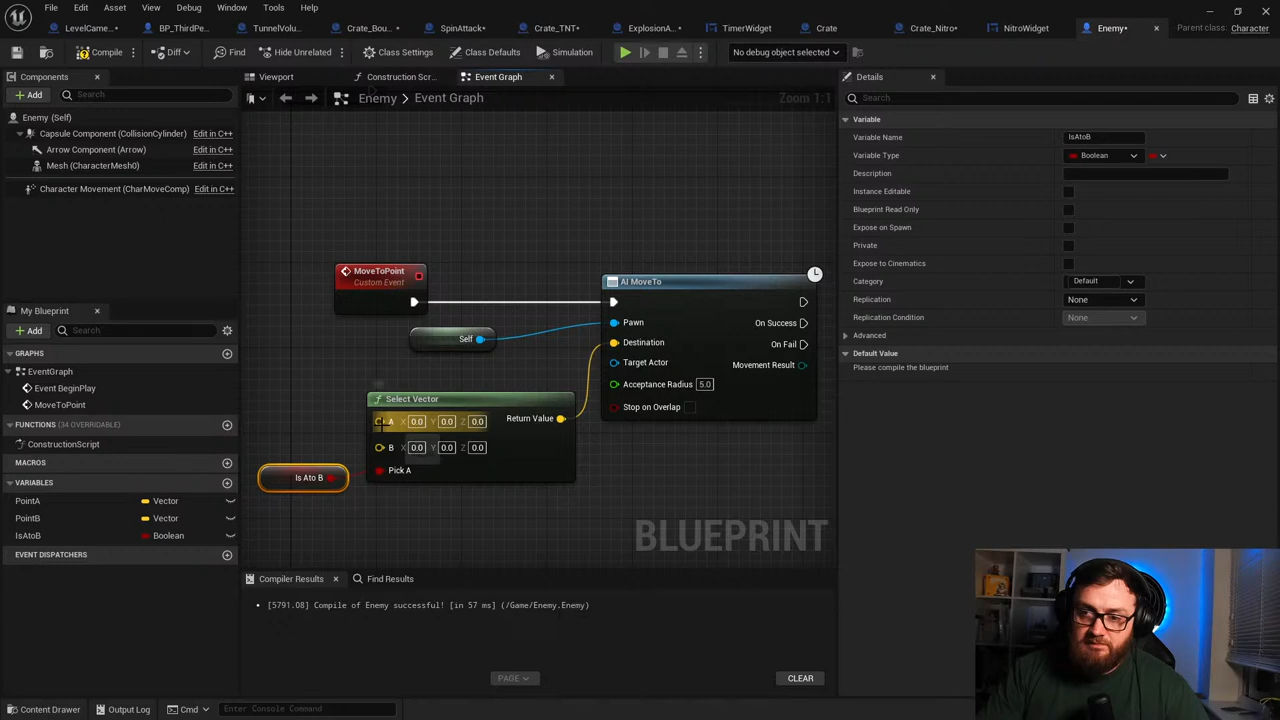 File Edit Asset View Debug Window Tools Help
LevelCame...• BP_ThirdPe... TunnelVolu... Crate_Bou...• SpinAttack• Crate_TNT• ExplosionA... TimerWidget Crate Crate_Nitro• NitroWidget Enemy• Parent class: Character
Compile Diff Find Hide Unrelated Class Settings Class Defaults Simulation No debug object selected
Components
Add Search
Enemy (Self)
Capsule Component (CollisionCylinder) Edit in C++
Arrow Component (Arrow) Edit in C++
Mesh (CharacterMesh0) Edit in C++
Character Movement (CharMoveComp) Edit in C++
My Blueprint
Add Search
GRAPHS
EventGraph
Event BeginPlay
MoveToPoint
FUNCTIONS (34 OVERRIDABLE)
ConstructionScript
MACROS
VARIABLES
PointA Vector
PointB Vector
IsAtoB Boolean
EVENT DISPATCHERS
Viewport Construction Scr... Event Graph
Enemy > Event Graph Zoom 1:1
MoveToPoint
Custom Event
Self
Select Vector
A X 0.0 Y 0.0 Z 0.0 Return Value
B X 0.0 Y 0.0 Z 0.0
Pick A
Is Ato B
AI MoveTo
Pawn On Success
Destination On Fail
Target Actor Movement Result
Acceptance Radius 5.0
Stop on Overlap
BLUEPRINT
Compiler Results Find Results
[5791.08] Compile of Enemy successful! [in 57 ms] (/Game/Enemy.Enemy)
PAGE CLEAR
Details
Search
Variable
Variable Name IsAtoB
Variable Type Boolean
Description
Instance Editable
Blueprint Read Only
Expose on Spawn
Private
Expose to Cinematics
Category Default
Replication None
Replication Condition None
Advanced
Default Value
Please compile the blueprint
Content Drawer Output Log Cmd Enter Console Command